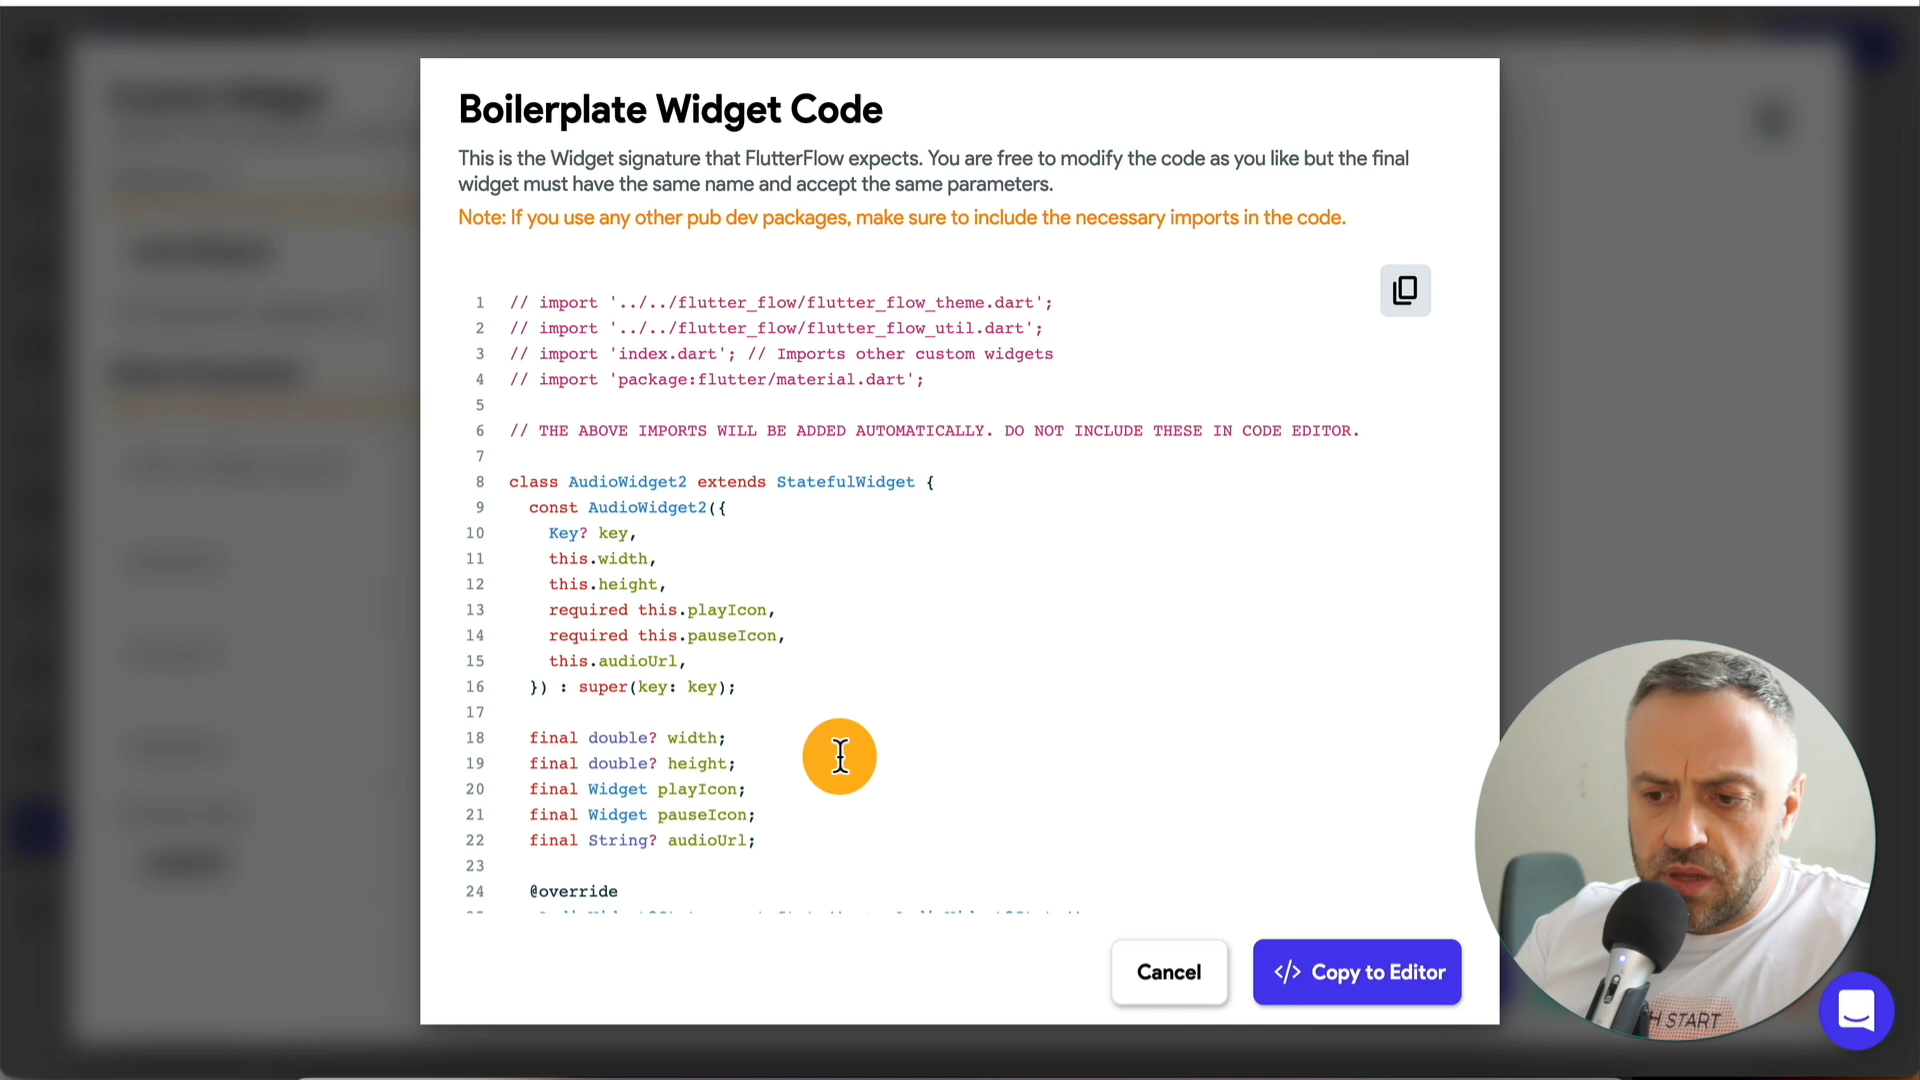 Boilerplate Widget Code
This is the Widget signature that FlutterFlow expects. You are free to modify the code as you like but the final
widget must have the same name and accept the same parameters.
Note: If you use any other pub dev packages, make sure to include the necessary imports in the code.
1 // import '../../flutter_flow/flutter_flow_theme.dart';
2 // import '../../flutter_flow/flutter_flow_util.dart';
3 // import 'index.dart'; // Imports other custom widgets
4 // import 'package:flutter/material.dart';
5
6 // THE ABOVE IMPORTS WILL BE ADDED AUTOMATICALLY. DO NOT INCLUDE THESE IN CODE EDITOR.
7
8 class AudioWidget2 extends StatefulWidget {
9 const AudioWidget2({
10 Key? key,
11 this.width,
12 this.height,
13 required this.playIcon,
14 required this.pauseIcon,
15 this.audioUrl,
16 }) : super(key: key);
17
18 final double? width;
19 final double? height;
20 final Widget playIcon;
21 final Widget pauseIcon;
22 final String? audioUrl;
23
24 @override
Cancel
</> Copy to Editor
H START